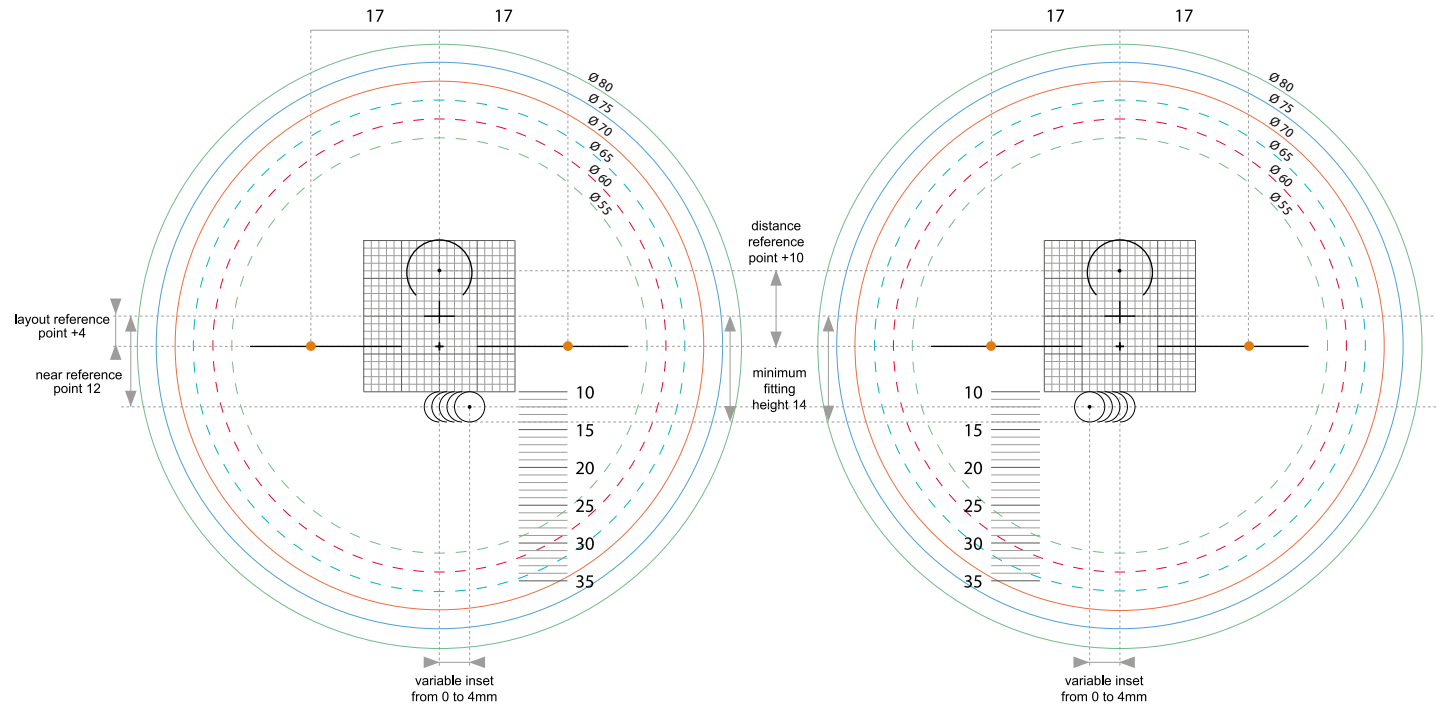 17 17
17 17
Ø 80
Ø 75
Ø 70
Ø 65
Ø 60
Ø 55
Ø 80
Ø 75
Ø 70
Ø 65
Ø 60
Ø 55
distance
reference
point +10
layout reference
point +4
near reference
point 12
minimum
fitting
height 14
10
15
20
25
30
35
10
15
20
25
30
35
variable inset
from 0 to 4mm
variable inset
from 0 to 4mm